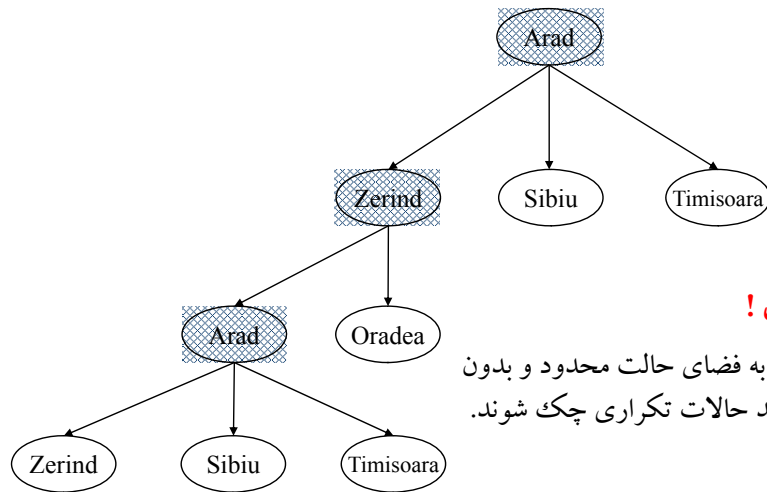 Arad
Zerind
Sibiu
Timisoara
Arad
Oradea
!
به فضای حالت محدود و بدون
حالات تکراری چک شوند.
Zerind
Sibiu
Timisoara